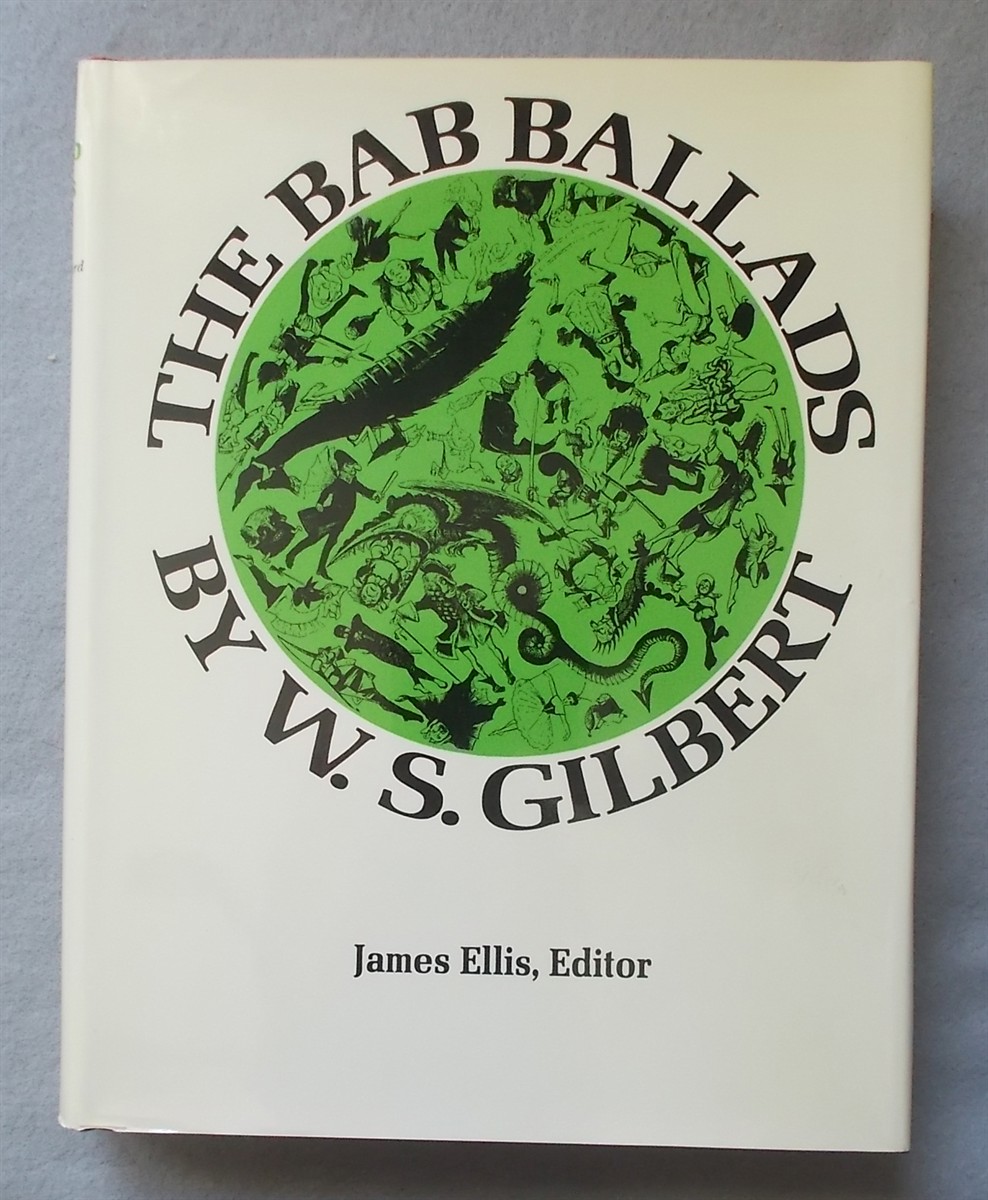 THE BAB BALLADS
BY W. S. GILBERT
James Ellis, Editor